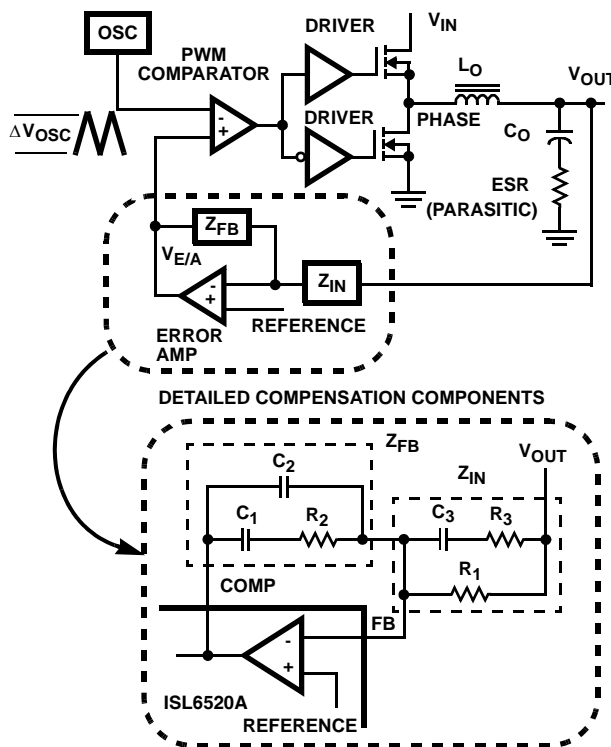 OSC
DRIVER
V_IN
PWM
COMPARATOR
L_O
V_OUT
ΔV_OSC
-
+
DRIVER
PHASE
C_O
ESR
(PARASITIC)
Z_FB
V_E/A
-
+
Z_IN
REFERENCE
ERROR
AMP
DETAILED COMPENSATION COMPONENTS
Z_FB
V_OUT
C_2
Z_IN
C_1
R_2
C_3
R_3
R_1
COMP
FB
-
+
ISL6520A
REFERENCE